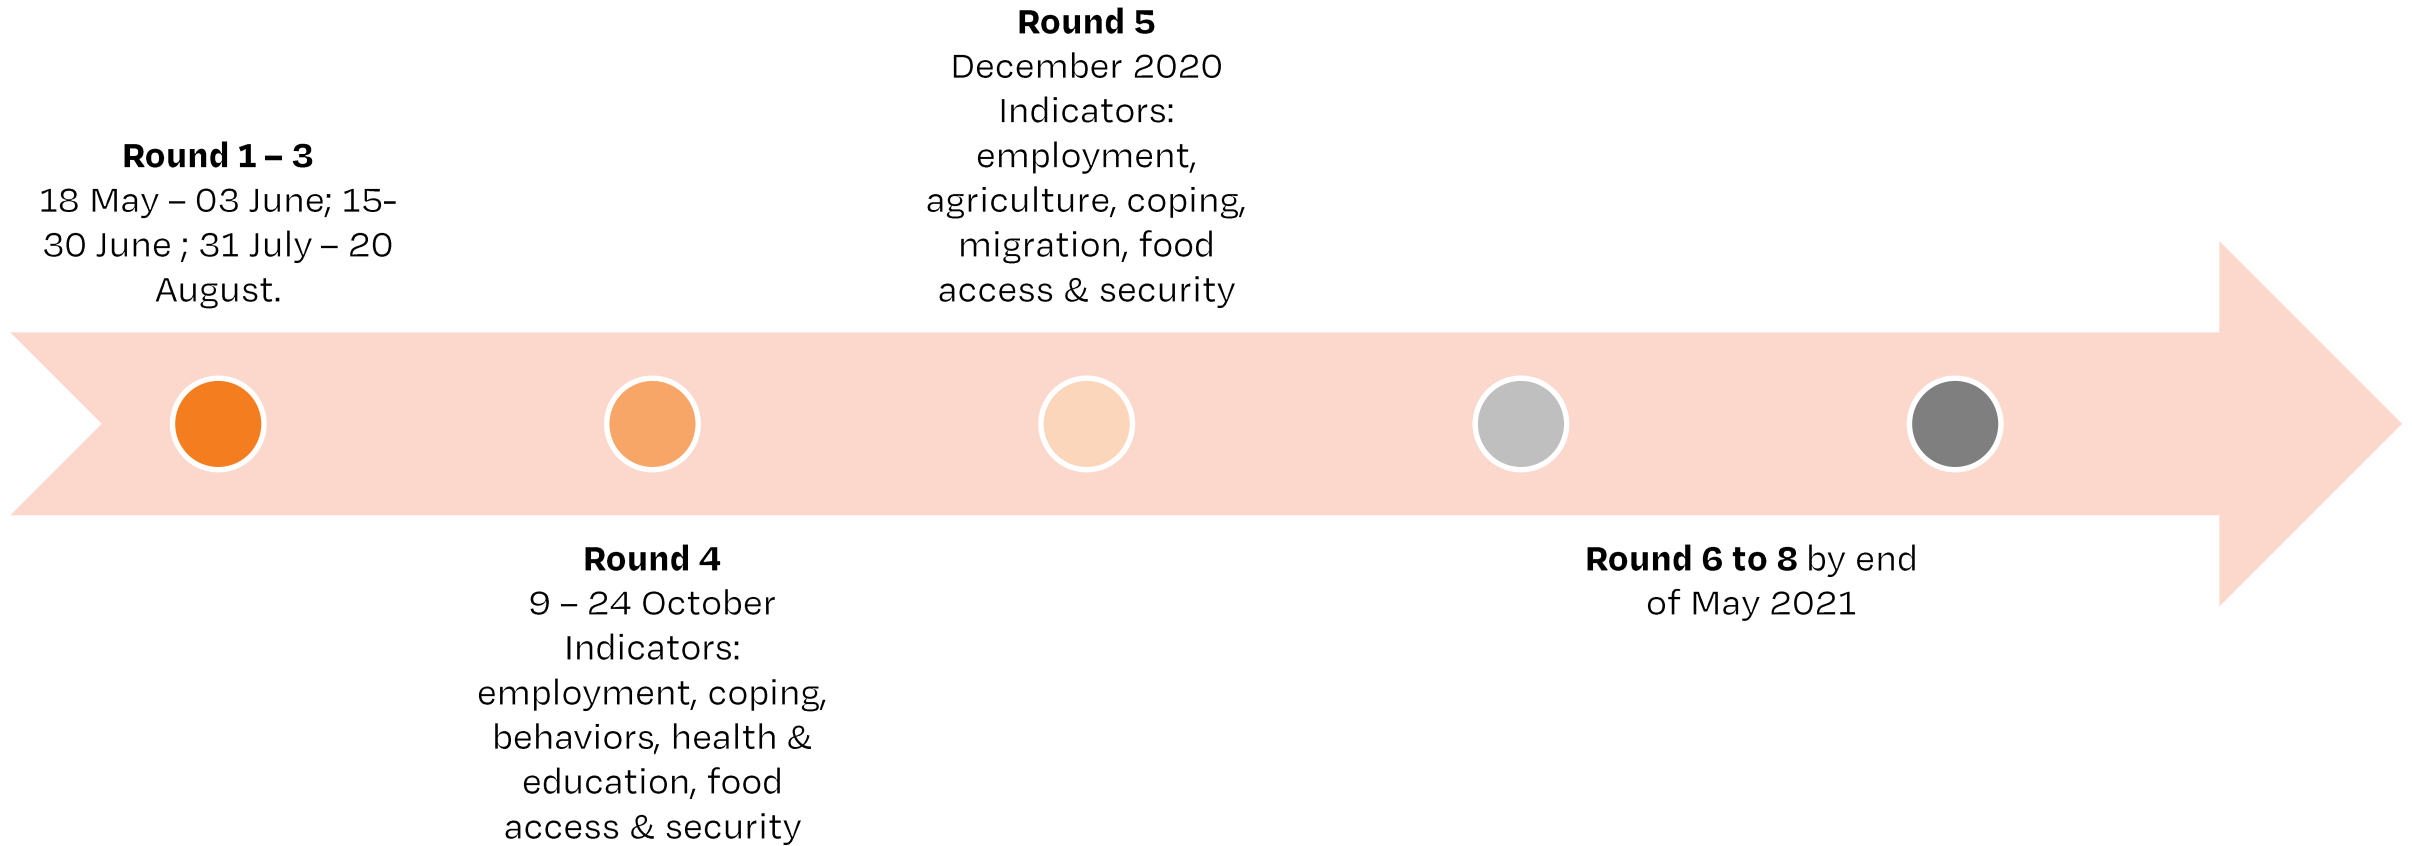 Round 1 – 3
18 May – 03 June; 15-
30 June ; 31 July – 20
August.
Round 4
9 – 24 October
Indicators:
employment, coping,
behaviors, health &
education, food
access & security
Round 5
December 2020
Indicators:
employment,
agriculture, coping,
migration, food
access & security
Round 6 to 8 by end
of May 2021